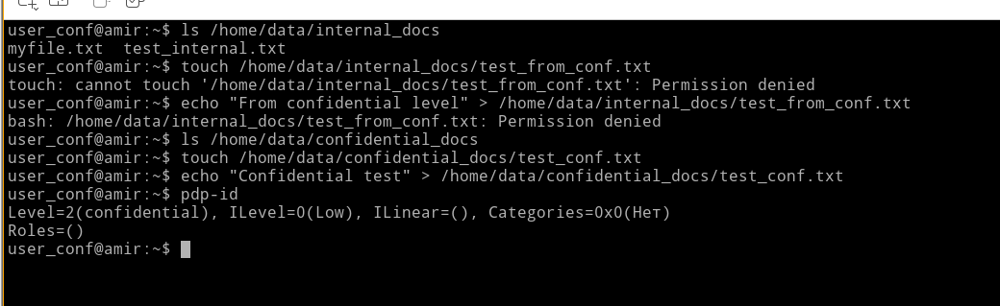 user_conf@amir:~$ ls /home/data/internal_docs
myfile.txt  test_internal.txt
user_conf@amir:~$ touch /home/data/internal_docs/test_from_conf.txt
touch: cannot touch '/home/data/internal_docs/test_from_conf.txt': Permission denied
user_conf@amir:~$ echo "From confidential level" > /home/data/internal_docs/test_from_conf.txt
bash: /home/data/internal_docs/test_from_conf.txt: Permission denied
user_conf@amir:~$ ls /home/data/confidential_docs
user_conf@amir:~$ touch /home/data/confidential_docs/test_conf.txt
user_conf@amir:~$ echo "Confidential test" > /home/data/confidential_docs/test_conf.txt
user_conf@amir:~$ pdp-id
Level=2(confidential), ILevel=0(Low), ILinear=(), Categories=0x0(Нет)
Roles=()
user_conf@amir:~$